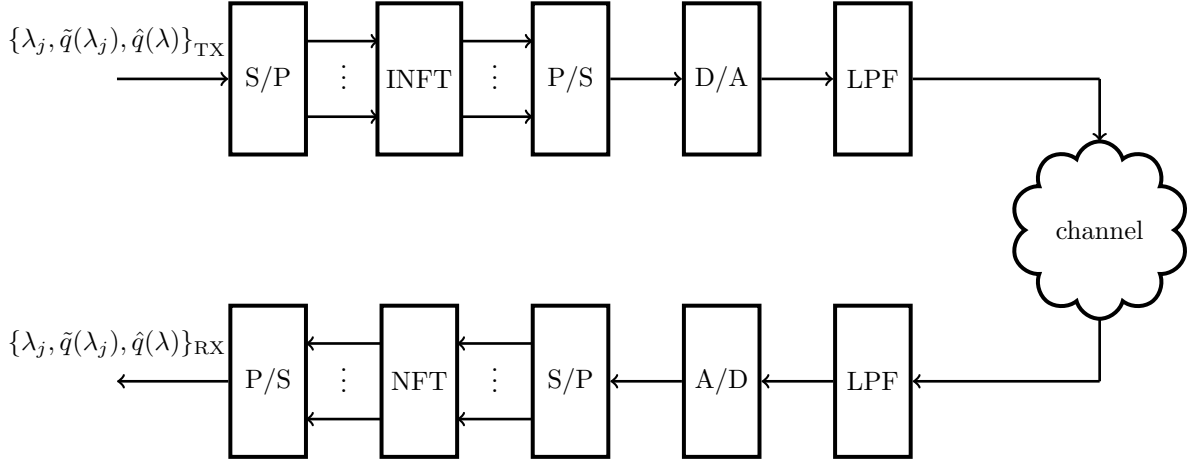 {λ_j, q̃(λ_j), q̂(λ)}_TX
S/P
⋮
INFT
⋮
P/S
D/A
LPF
channel
{λ_j, q̃(λ_j), q̂(λ)}_RX
P/S
⋮
NFT
⋮
S/P
A/D
LPF